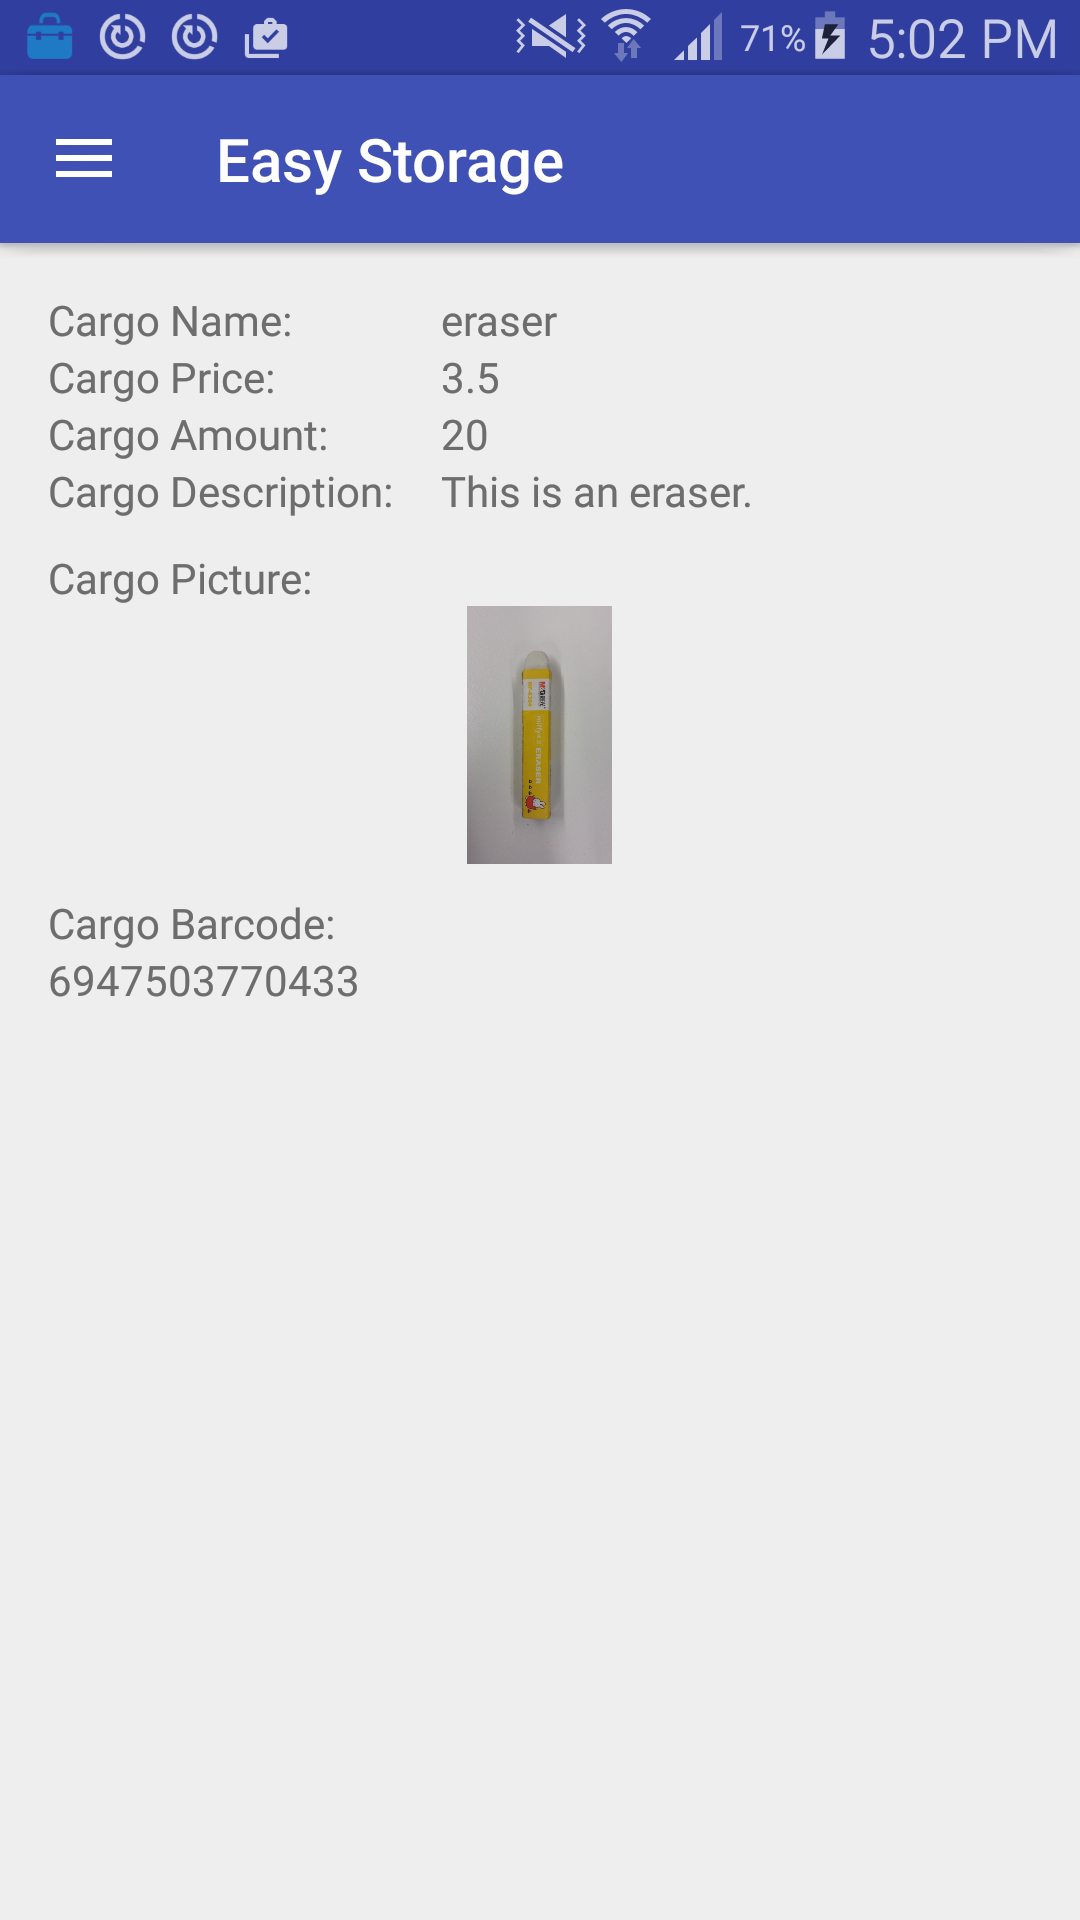 71% 5:02 PM
Easy Storage
Cargo Name: eraser
Cargo Price: 3.5
Cargo Amount: 20
Cargo Description: This is an eraser.
Cargo Picture:
ERASER
Cargo Barcode:
6947503770433